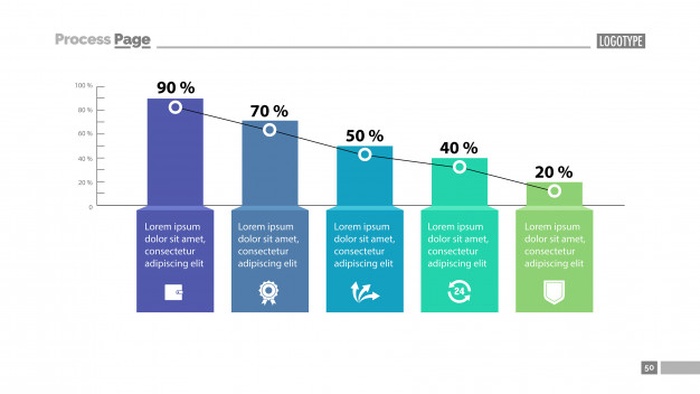 Process Page
LOGOTYPE
100 %
80 %
60 %
40 %
20 %
0
90 %
70 %
50 %
40 %
20 %
Lorem ipsum
dolor sit amet,
consectetur
adipiscing elit
Lorem ipsum
dolor sit amet,
consectetur
adipiscing elit
Lorem ipsum
dolor sit amet,
consectetur
adipiscing elit
Lorem ipsum
dolor sit amet,
consectetur
adipiscing elit
24
Lorem ipsum
dolor sit amet,
consectetur
adipiscing elit
50